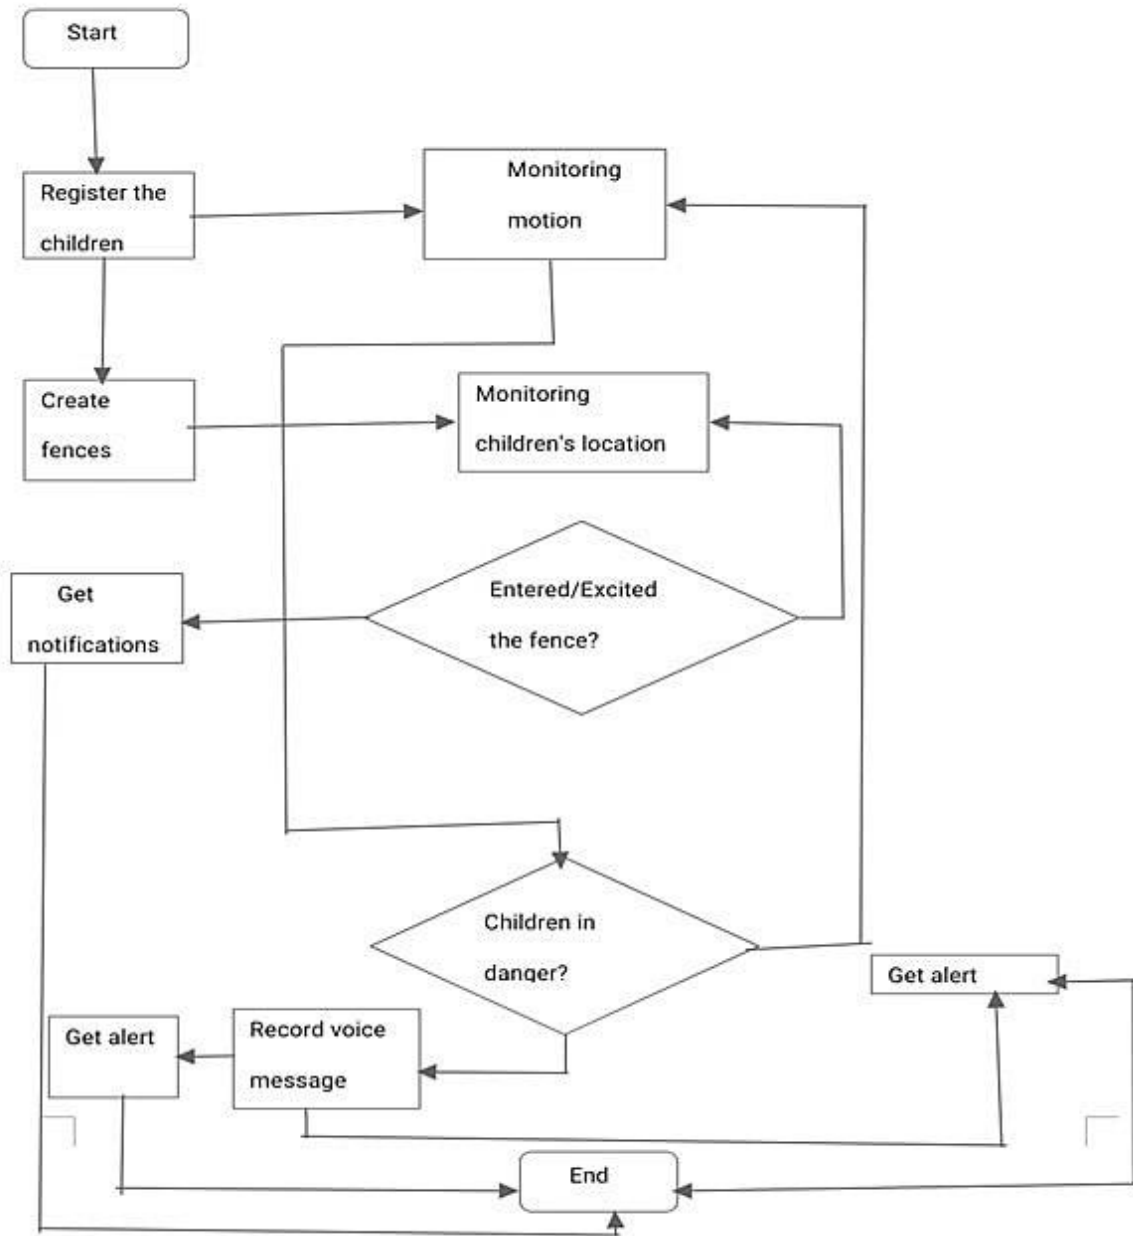 Start
Register the
children
Monitoring
motion
Create
fences
Monitoring
children's location
Entered/Excited
the fence?
Get
notifications
Children in
danger?
Get alert
Record voice
message
Get alert
End